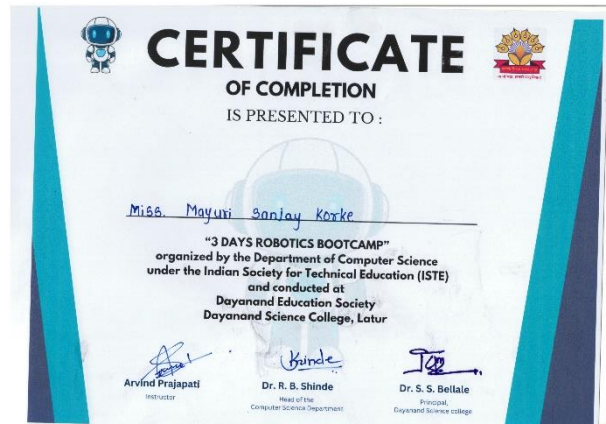 CERTIFICATE
OF COMPLETION
IS PRESENTED TO :
Miss. Mayuri Sanjay Korke
“3 DAYS ROBOTICS BOOTCAMP”
organized by the Department of Computer Science
under the Indian Society for Technical Education (ISTE)
and conducted at
Dayanand Education Society
Dayanand Science College, Latur
Arvind Prajapati
Instructor
Dr. R. B. Shinde
Head of the
Computer Science Department
Dr. S. S. Bellale
Principal,
Dayanand Science college